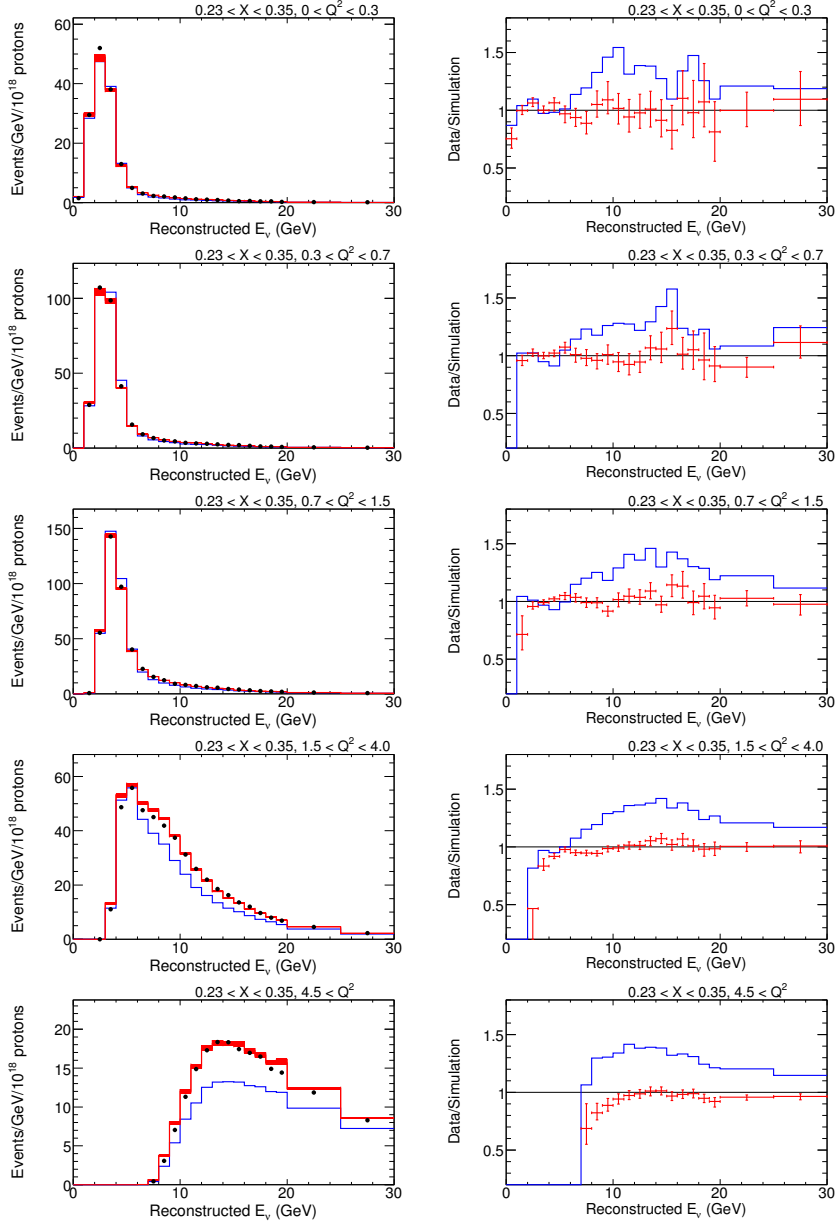 0.23 < X < 0.35, 0 < Q² < 0.3
Events/GeV/10¹⁸ protons
60
40
20
0
0 10 20 30
Reconstructed Eν (GeV)
0.23 < X < 0.35, 0 < Q² < 0.3
Data/Simulation
1.5
1
0.5
0 10 20 30
Reconstructed Eν (GeV)
0.23 < X < 0.35, 0.3 < Q² < 0.7
Events/GeV/10¹⁸ protons
100
50
0
0 10 20 30
Reconstructed Eν (GeV)
0.23 < X < 0.35, 0.3 < Q² < 0.7
Data/Simulation
1.5
1
0.5
0 10 20 30
Reconstructed Eν (GeV)
0.23 < X < 0.35, 0.7 < Q² < 1.5
Events/GeV/10¹⁸ protons
150
100
50
0
0 10 20 30
Reconstructed Eν (GeV)
0.23 < X < 0.35, 0.7 < Q² < 1.5
Data/Simulation
1.5
1
0.5
0 10 20 30
Reconstructed Eν (GeV)
0.23 < X < 0.35, 1.5 < Q² < 4.0
Events/GeV/10¹⁸ protons
60
40
20
0
0 10 20 30
Reconstructed Eν (GeV)
0.23 < X < 0.35, 1.5 < Q² < 4.0
Data/Simulation
1.5
1
0.5
0 10 20 30
Reconstructed Eν (GeV)
0.23 < X < 0.35, 4.5 < Q²
Events/GeV/10¹⁸ protons
20
15
10
5
0
0 10 20 30
Reconstructed Eν (GeV)
0.23 < X < 0.35, 4.5 < Q²
Data/Simulation
1.5
1
0.5
0 10 20 30
Reconstructed Eν (GeV)